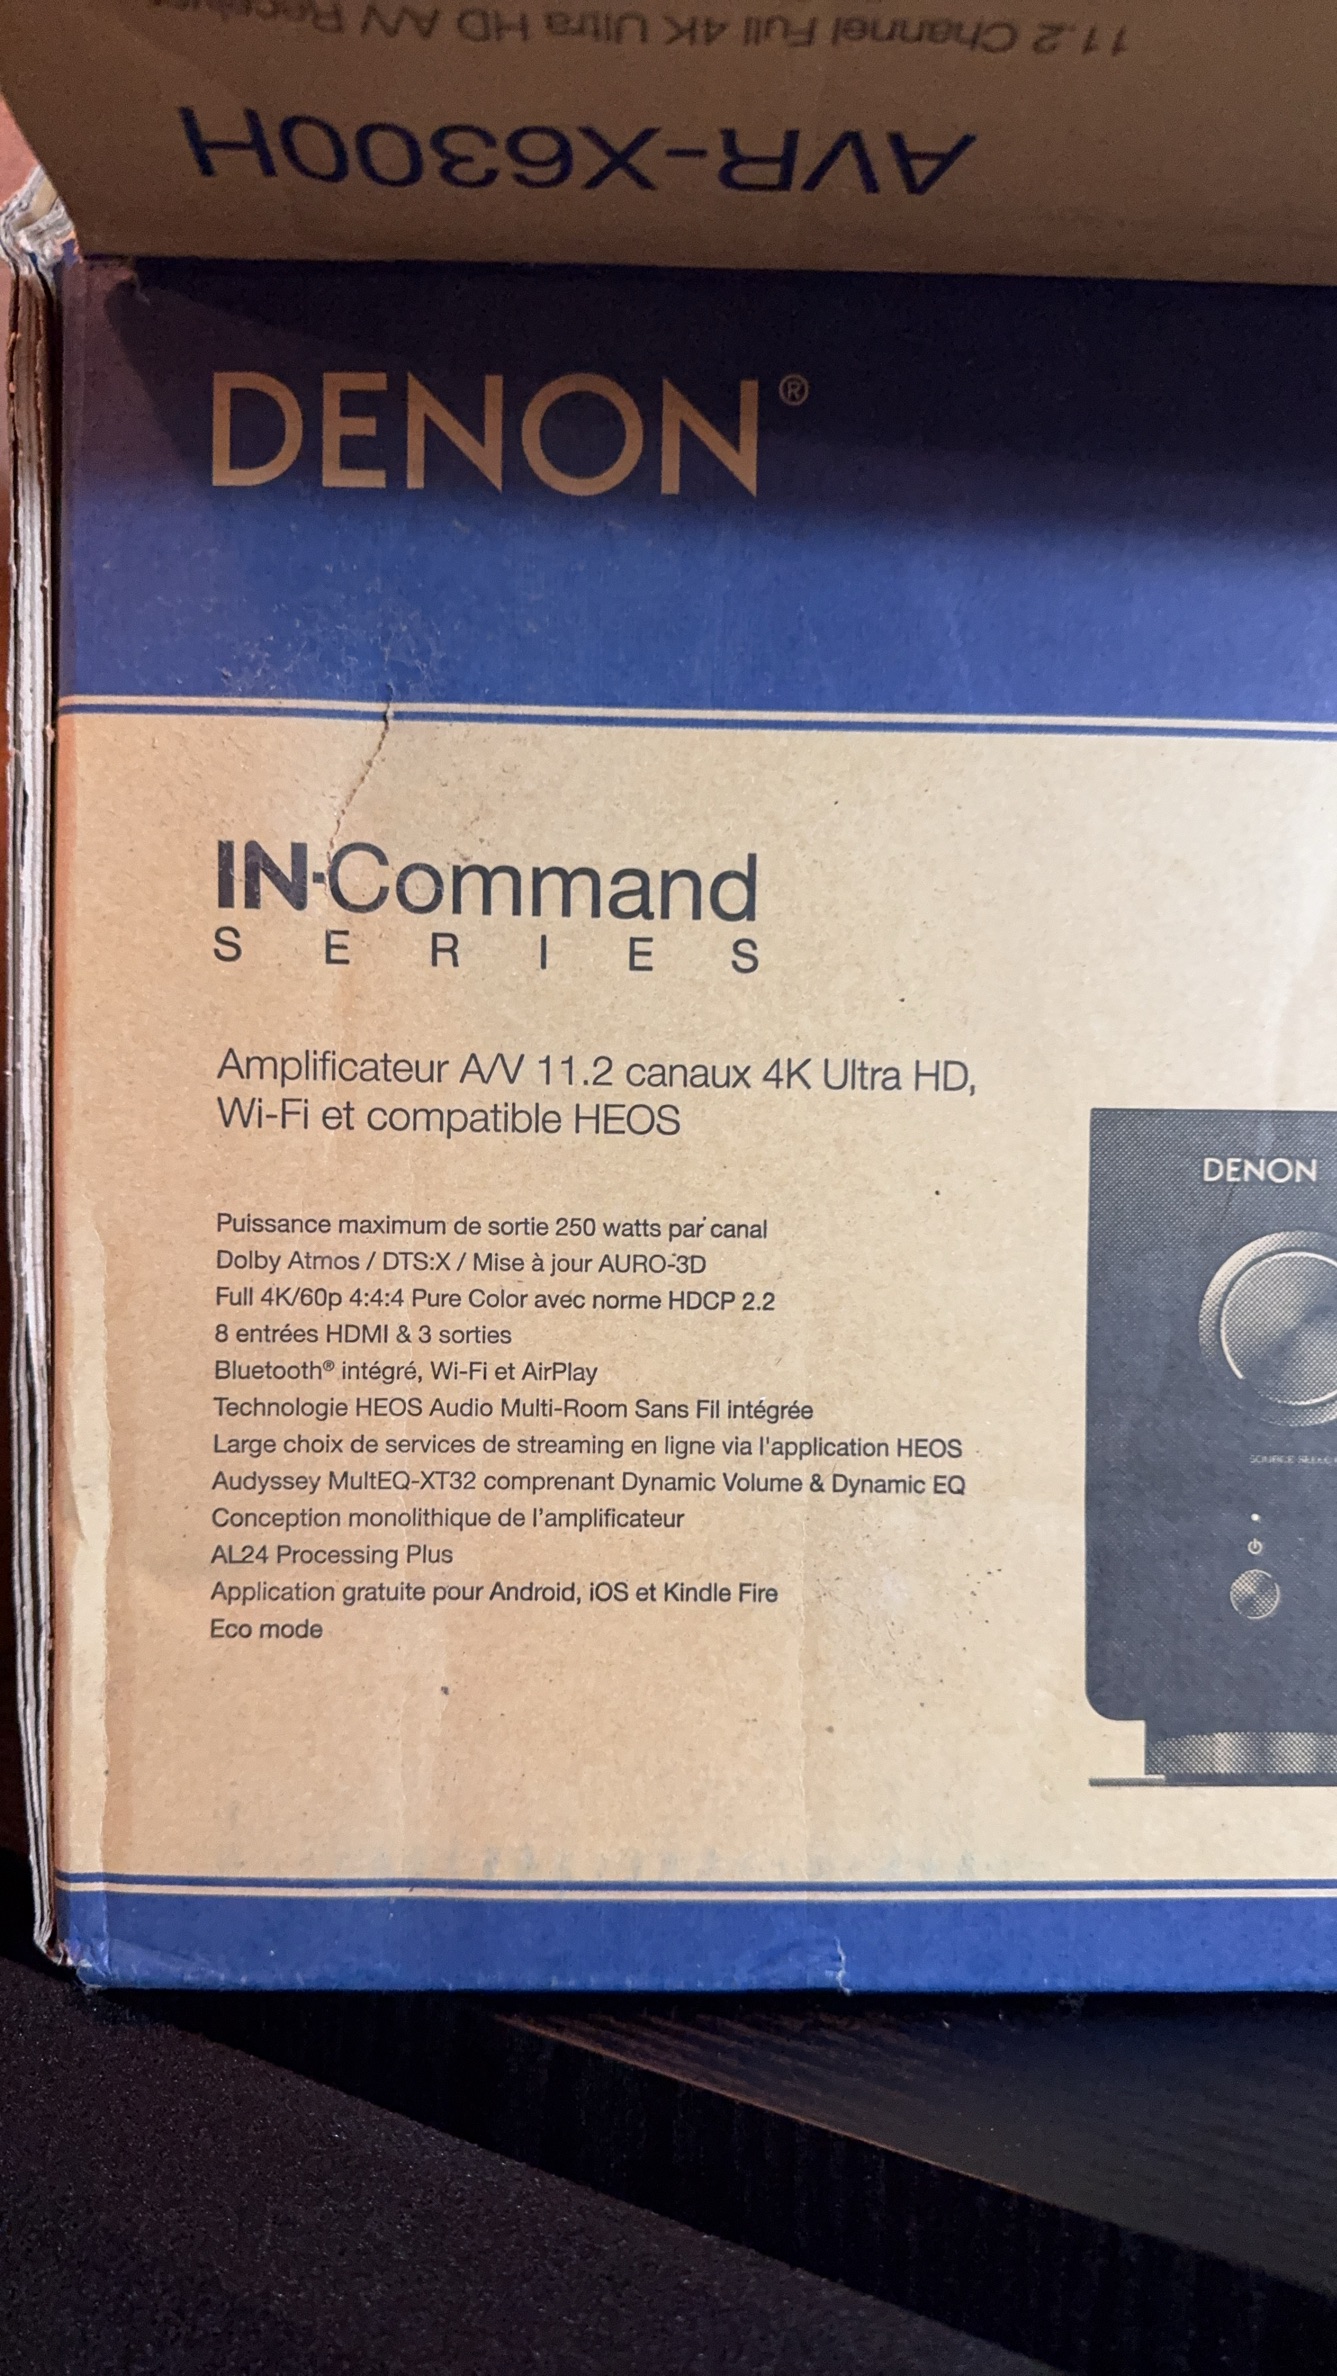 11.2 Channel Full 4K Ultra HD A/V Receiver
AVR-X6300H
DENON®
IN·Command
SERIES
Amplificateur A/V 11.2 canaux 4K Ultra HD,
Wi-Fi et compatible HEOS
Puissance maximum de sortie 250 watts par canal
Dolby Atmos / DTS:X / Mise à jour AURO-3D
Full 4K/60p 4:4:4 Pure Color avec norme HDCP 2.2
8 entrées HDMI & 3 sorties
Bluetooth® intégré, Wi-Fi et AirPlay
Technologie HEOS Audio Multi-Room Sans Fil intégrée
Large choix de services de streaming en ligne via l'application HEOS
Audyssey MultEQ-XT32 comprenant Dynamic Volume & Dynamic EQ
Conception monolithique de l'amplificateur
AL24 Processing Plus
Application gratuite pour Android, iOS et Kindle Fire
Eco mode
DENON
SOURCE